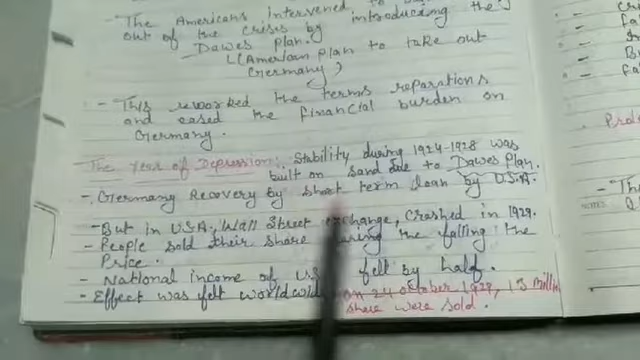 - The Americans intervened to
out of the crisis by introducing the
Dawes Plan.
(American plan to take out
Germany)
- This reworked the terms reparations
and eased the financial burden on
Germany.
The Year of Depression: Stability during 1924-1928 was
built on sand due to Dawes Plan.
- Germany Recovery by short term loan by U.S.A.
- But in U.S.A, Wall Street exchange, crashed in 1929.
- People sold their share during the falling the
Price.
- National income of U.S felt by half.
- Effect was felt worldwid on 24 october 1929, 13 Million
share were sold.
- Th